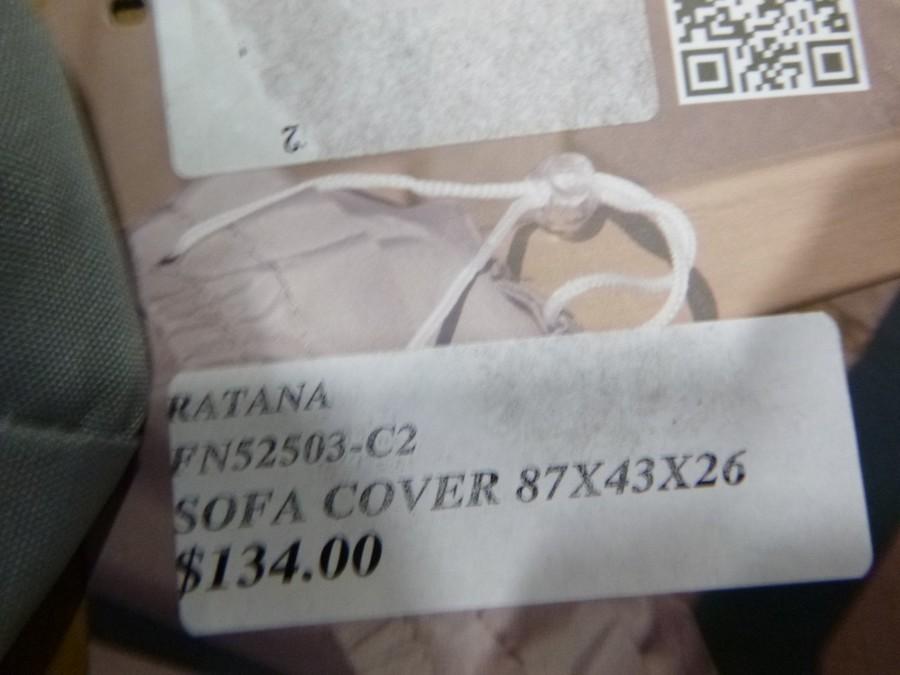 2
RATANA
FN52503-C2
SOFA COVER 87X43X26
$134.00